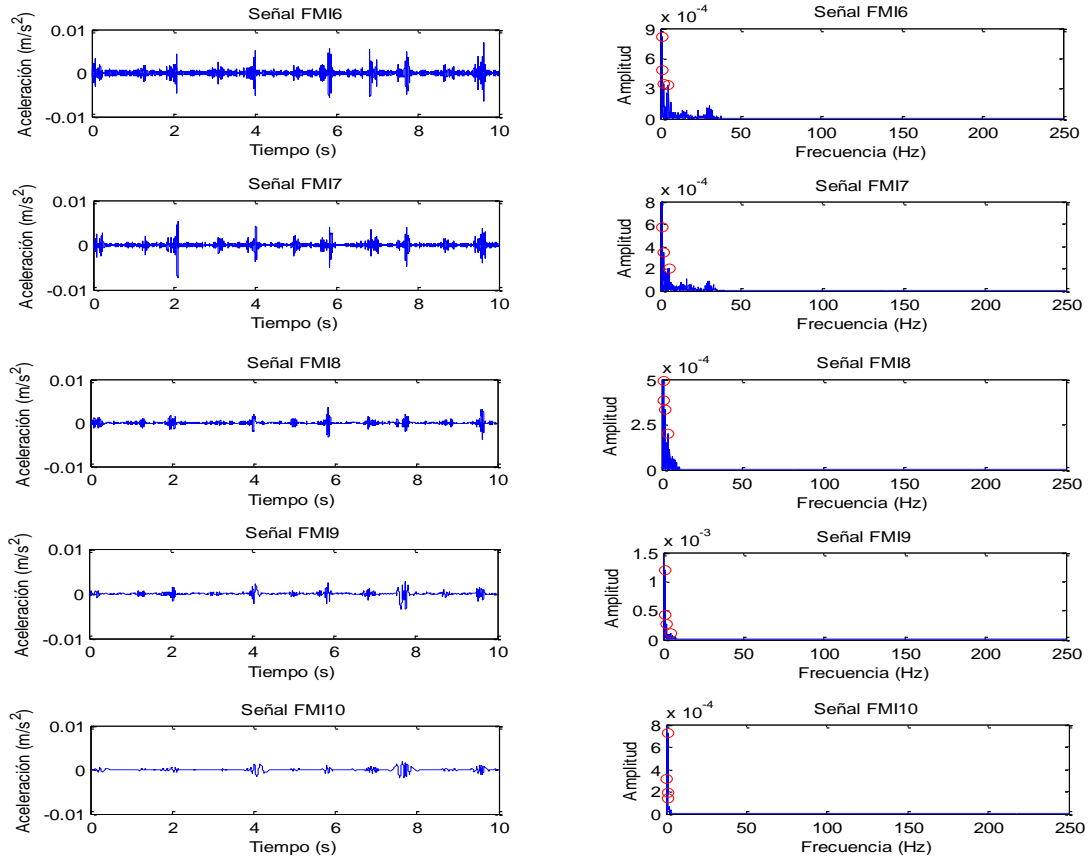 Señal FMI6
Aceleración (m/s²)
0.01
0
-0.01
0 2 4 6 8 10
Tiempo (s)
Señal FMI6
x 10⁻⁴
Amplitud
9
6
3
0
0 50 100 150 200 250
Frecuencia (Hz)
Señal FMI7
Aceleración (m/s²)
0.01
0
-0.01
0 2 4 6 8 10
Tiempo (s)
Señal FMI7
x 10⁻⁴
Amplitud
8
6
4
2
0
0 50 100 150 200 250
Frecuencia (Hz)
Señal FMI8
Aceleración (m/s²)
0.01
0
-0.01
0 2 4 6 8 10
Tiempo (s)
Señal FMI8
x 10⁻⁴
Amplitud
5
2.5
0
0 50 100 150 200 250
Frecuencia (Hz)
Señal FMI9
Aceleración (m/s²)
0.01
0
-0.01
0 2 4 6 8 10
Tiempo (s)
Señal FMI9
x 10⁻³
Amplitud
1.5
1
0.5
0
0 50 100 150 200 250
Frecuencia (Hz)
Señal FMI10
Aceleración (m/s²)
0.01
0
-0.01
0 2 4 6 8 10
Tiempo (s)
Señal FMI10
x 10⁻⁴
Amplitud
8
6
4
2
0
0 50 100 150 200 250
Frecuencia (Hz)